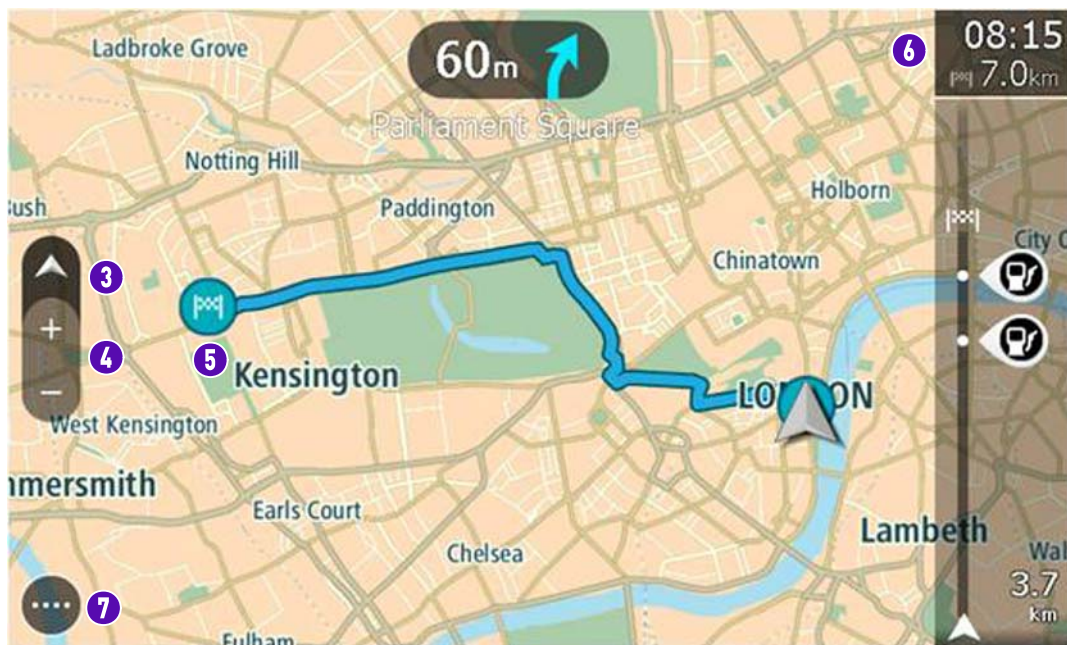 Ladbroke Grove
60m
6
08:15
7.0km
Parliament Square
Notting Hill
Holborn
Paddington
City
Chinatown
3
+
4
−
5
Kensington
LONDON
West Kensington
mmersmith
Earls Court
Lambeth
Chelsea
3.7
km
7
Fulham